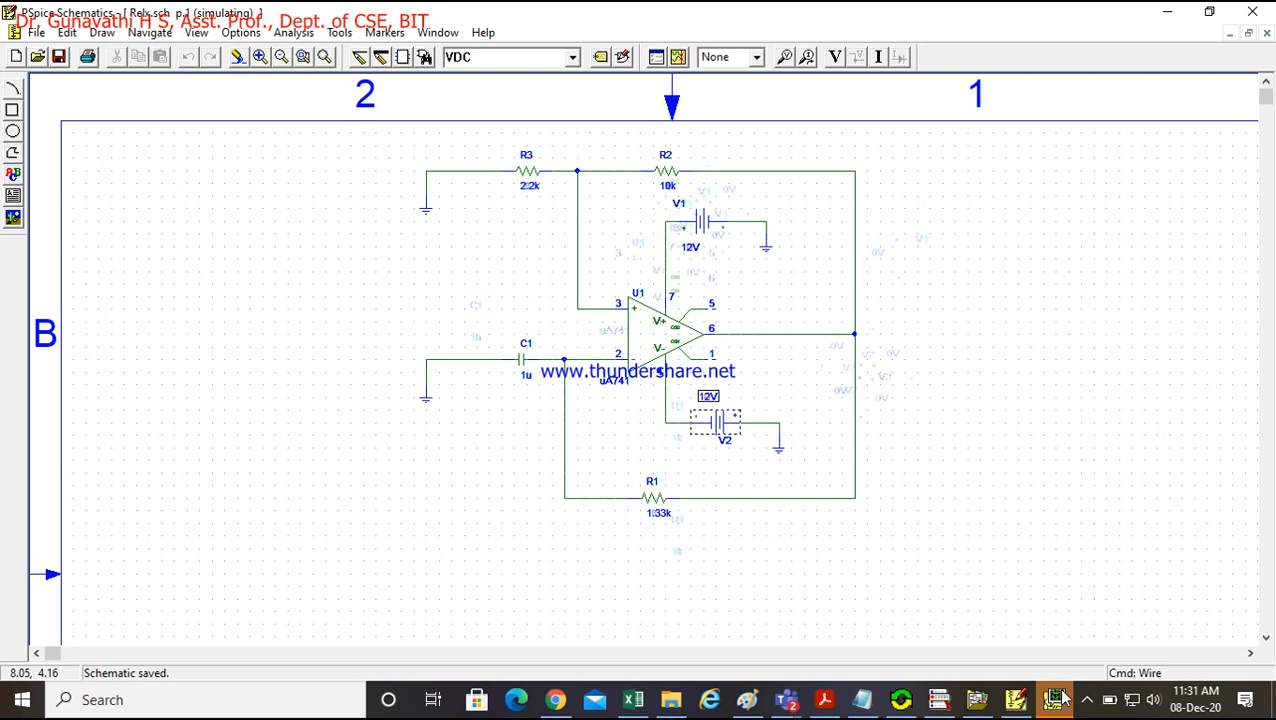 PSpice Schematics - [ Relx.sch p.1 (simulating) ]
Dr. Gunavathi H S, Asst. Prof., Dept. of CSE, BIT
File Edit Draw Navigate View Options Analysis Tools Markers Window Help
VDC
None
2
1
B
R3
R2
10k
V1
12V
U1
7
3
5
V+
6
V-
2
1
C1
1u
uA741
www.thundershare.net
12V
V2
R1
1.33k
8.05, 4.16
Schematic saved.
Cmd: Wire
Search
11:31 AM
08-Dec-20